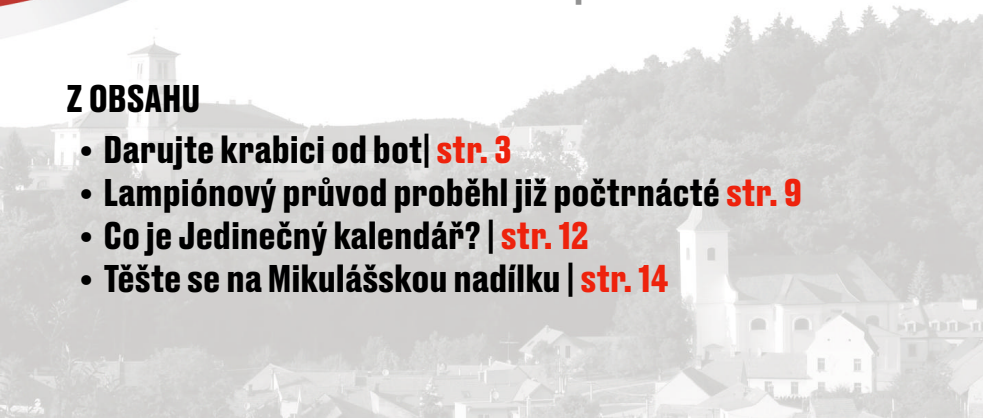 Z OBSAHU
• Darujte krabici od bot| str. 3
• Lampiónový průvod proběhl již počtrnácté str. 9
• Co je Jedinečný kalendář? | str. 12
• Těšte se na Mikulášskou nadílku | str. 14